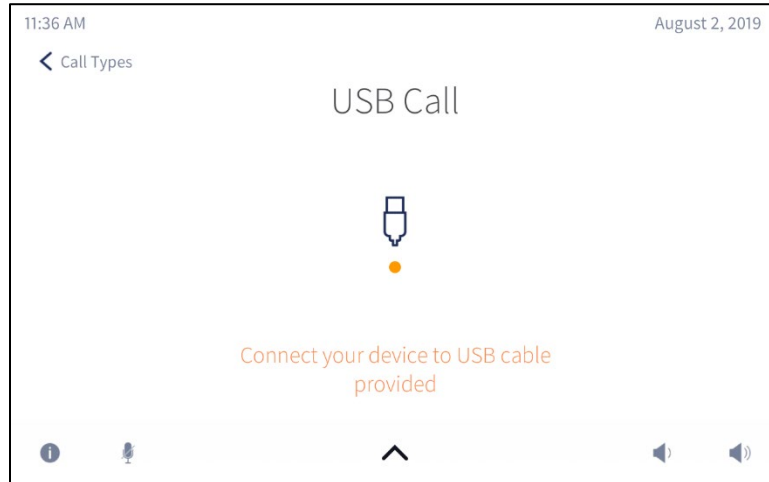 11:36 AM
August 2, 2019
Call Types
USB Call
Connect your device to USB cable
provided